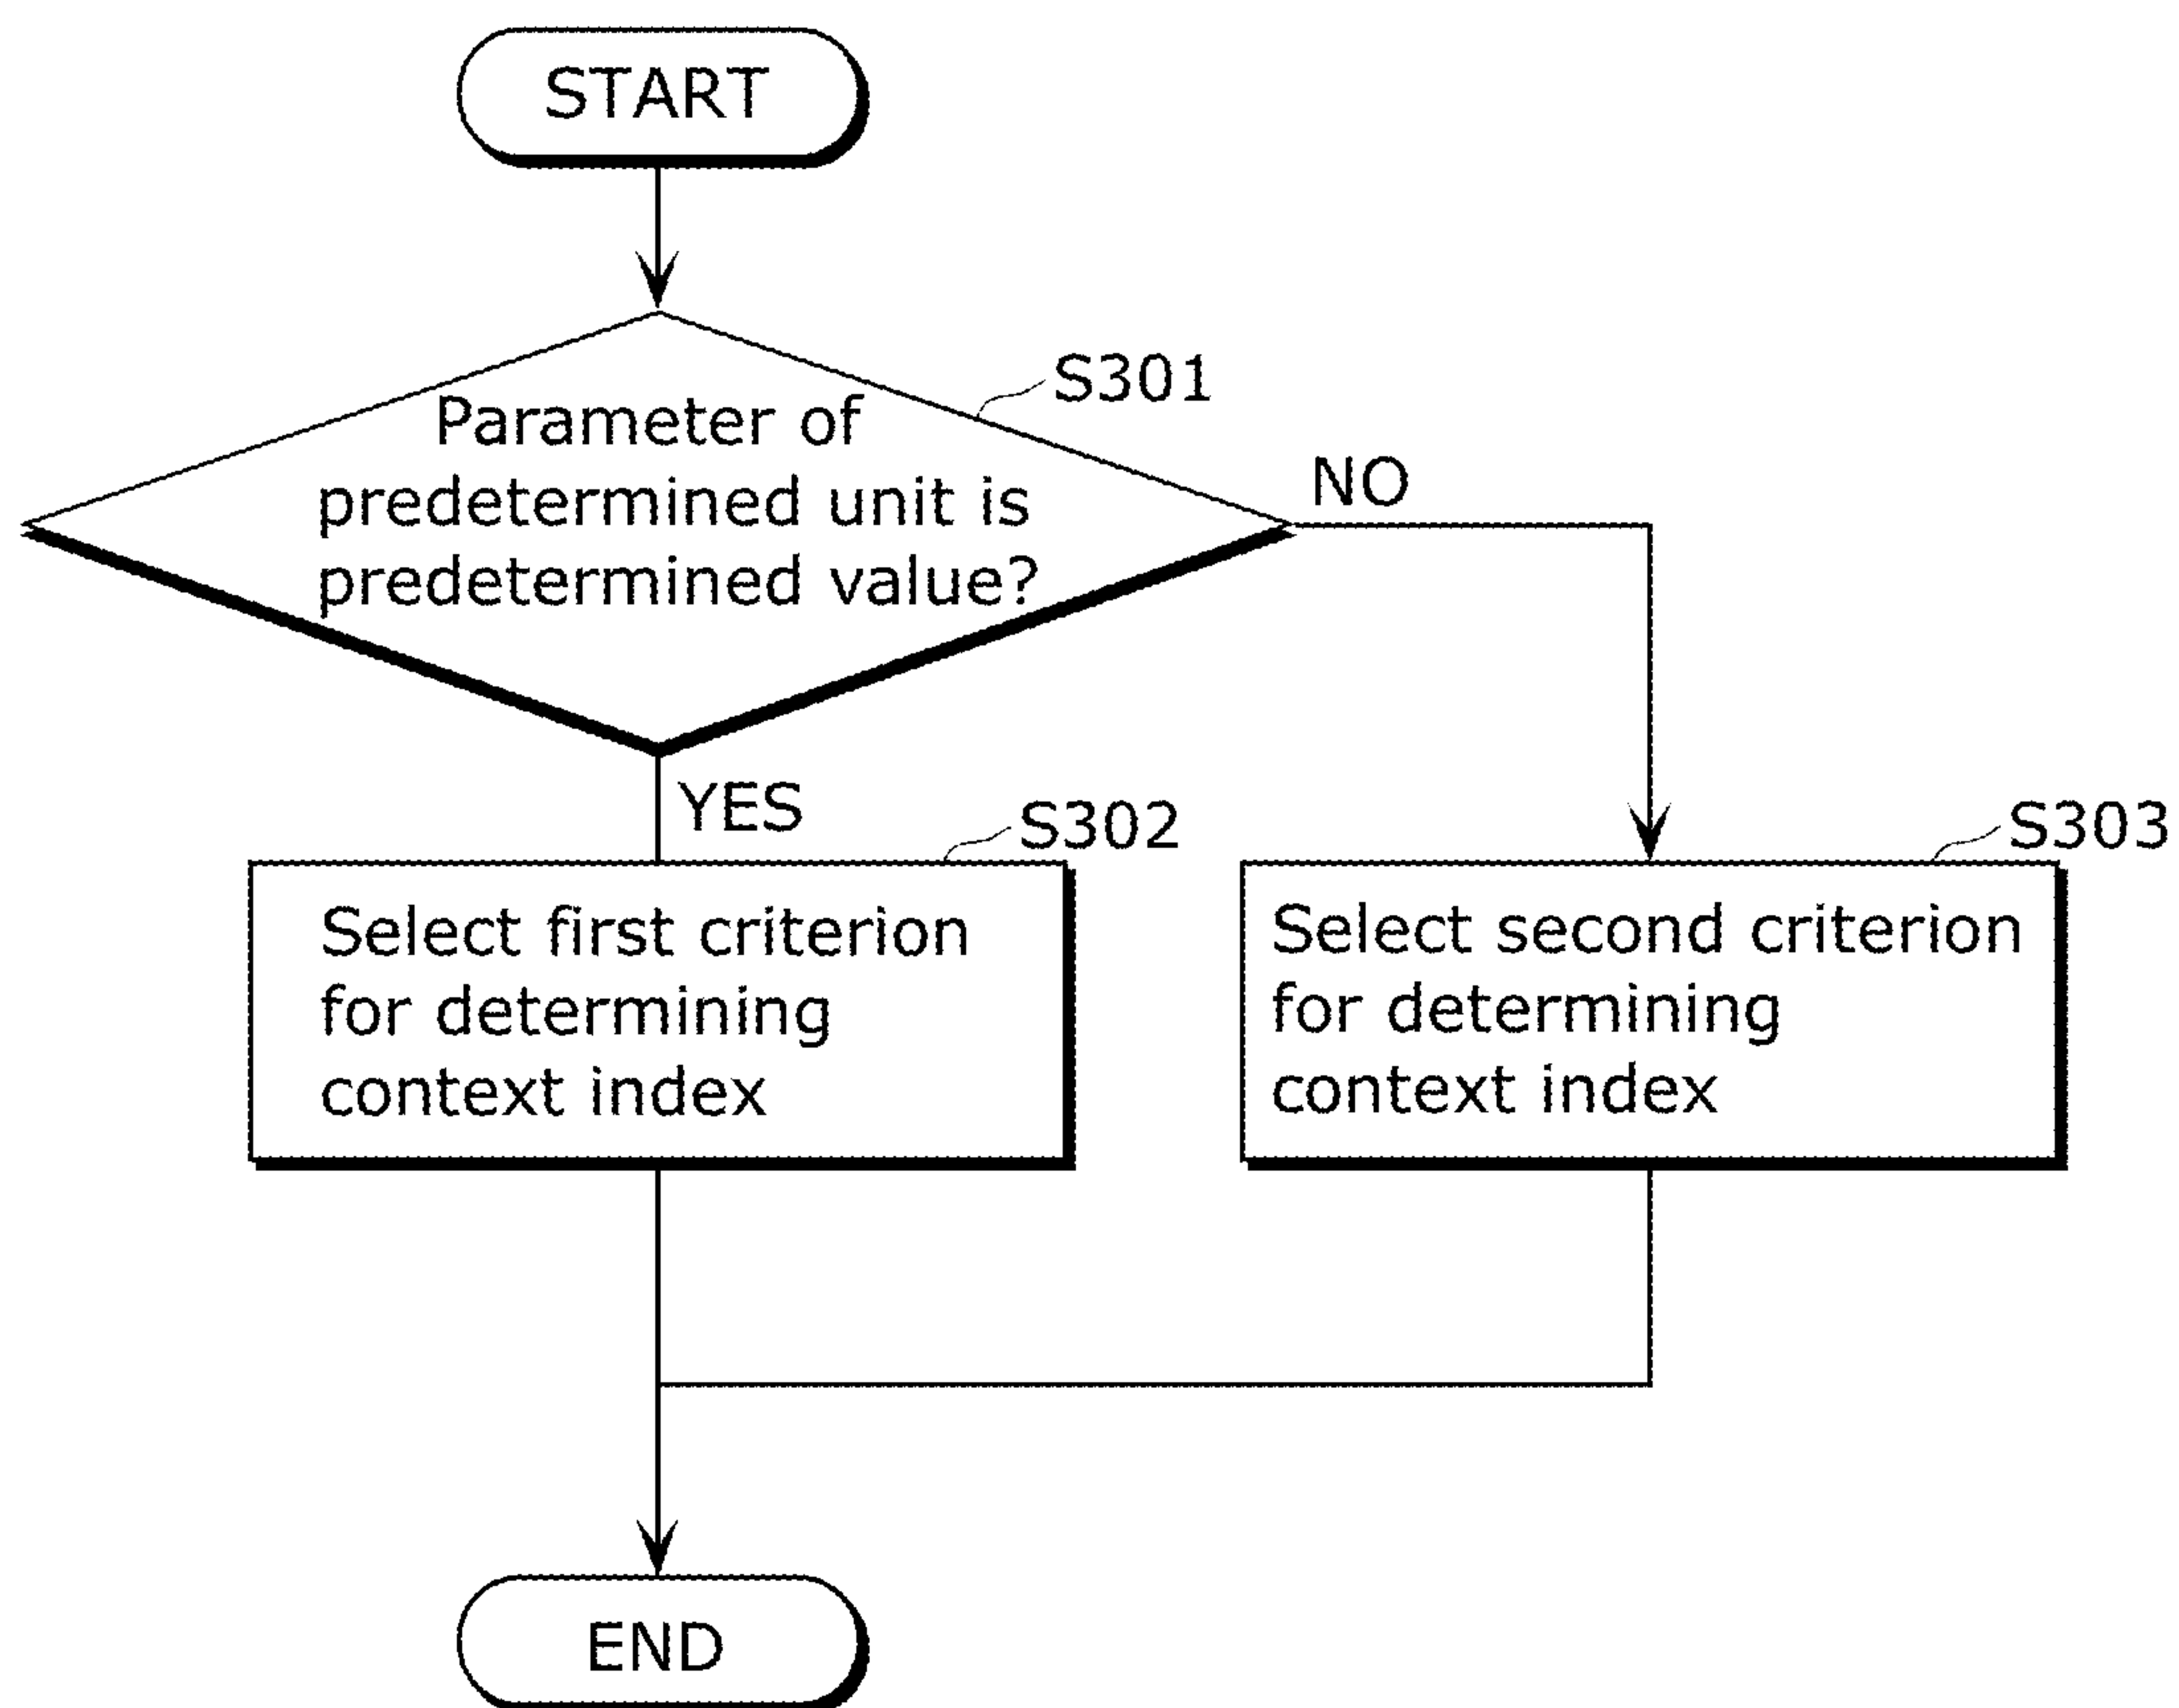 START
S301
Parameter of
predetermined unit is
predetermined value?
NO
YES
S302
Select first criterion
for determining
context index
S303
Select second criterion
for determining
context index
END